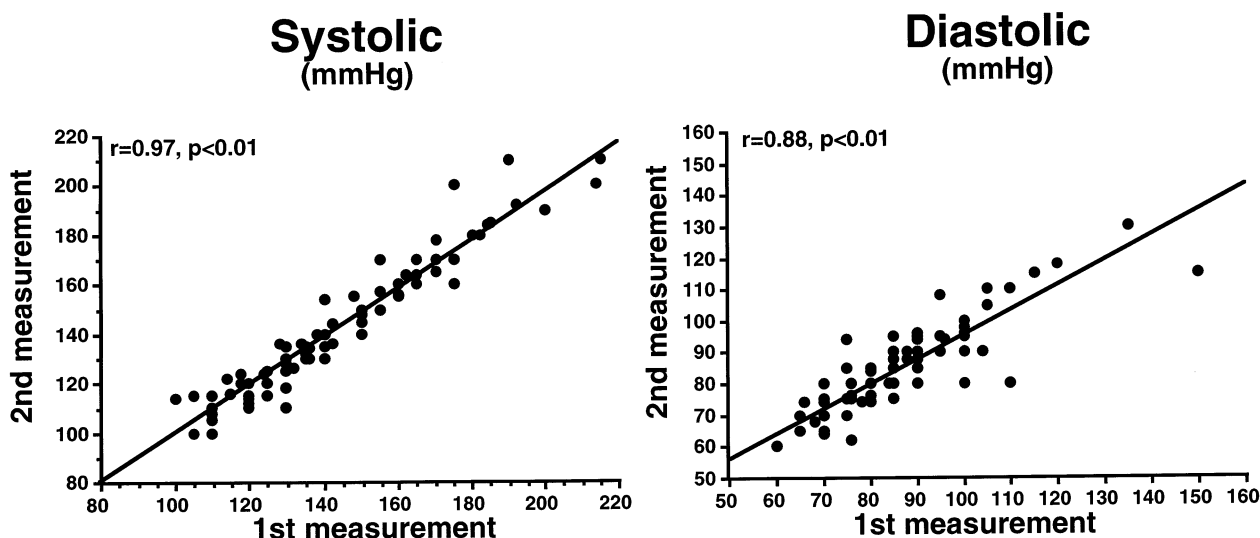 Systolic
(mmHg)
r=0.97, p<0.01
2nd measurement
220
200
180
160
140
120
100
80
80 100 120 140 160 180 200 220
1st measurement
Diastolic
(mmHg)
r=0.88, p<0.01
2nd measurement
160
150
140
130
120
110
100
90
80
70
60
50
50 60 70 80 90 100 110 120 130 140 150 160
1st measurement